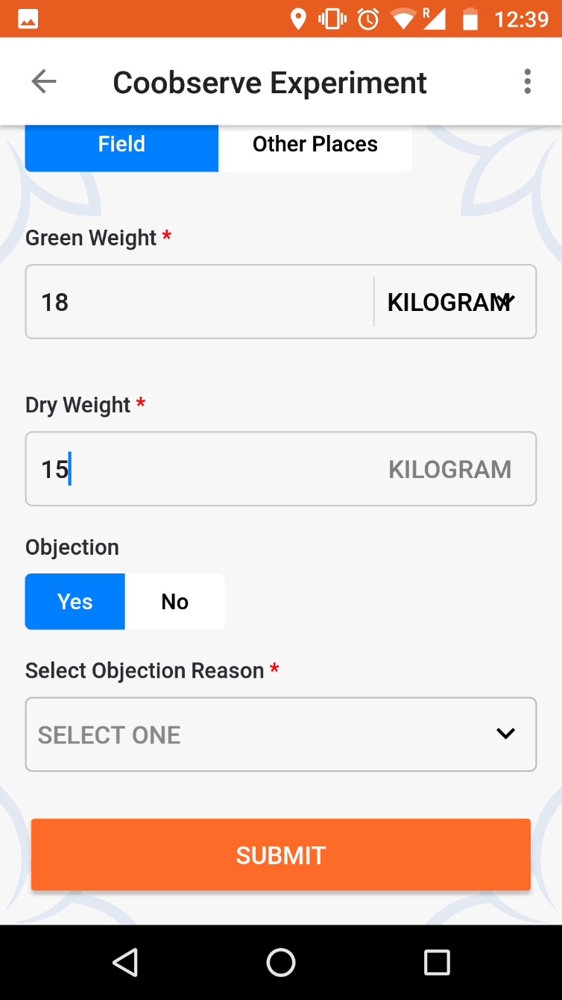 R 12:39
Coobserve Experiment
Field Other Places
Green Weight *
18 KILOGRAM
Dry Weight *
15 KILOGRAM
Objection
Yes No
Select Objection Reason *
SELECT ONE
SUBMIT